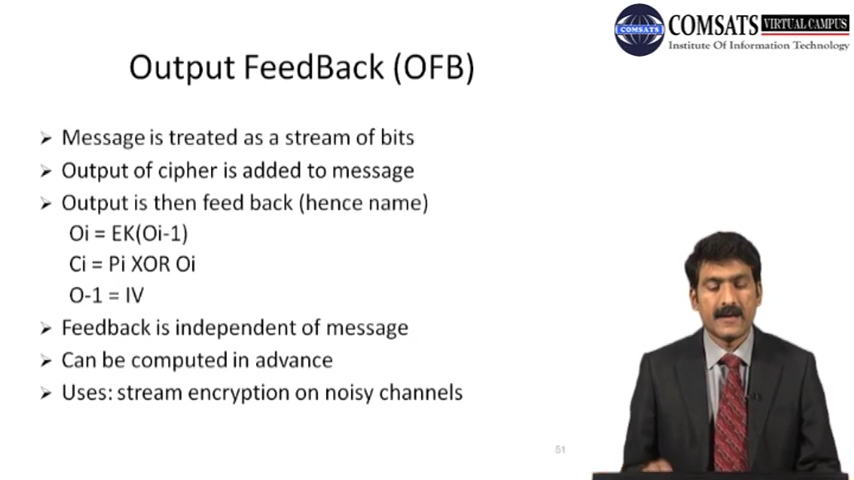 COMSATS
COMSATS VIRTUAL CAMPUS
Institute Of Information Technology
Output FeedBack (OFB)
➢ Message is treated as a stream of bits
➢ Output of cipher is added to message
➢ Output is then feed back (hence name)
Oi = EK(Oi-1)
Ci = Pi XOR Oi
O-1 = IV
➢ Feedback is independent of message
➢ Can be computed in advance
➢ Uses: stream encryption on noisy channels
51